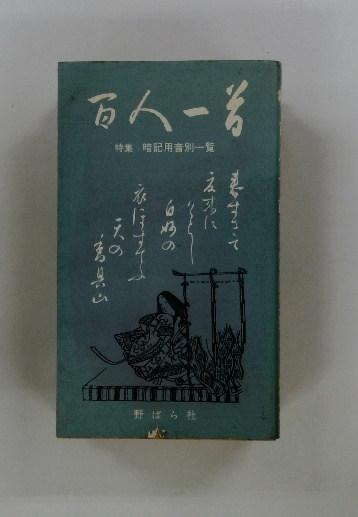 百人一首
特集 暗記用音別一覧
春すきて
夏来に
けらし
白妙の
衣ほすてふ
天の
香具山
野ばら社